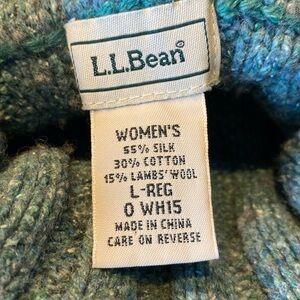 L.L.Bean®
WOMEN'S
55% SILK
30% COTTON
15% LAMBS' WOOL
L-REG
0 WH15
MADE IN CHINA
CARE ON REVERSE